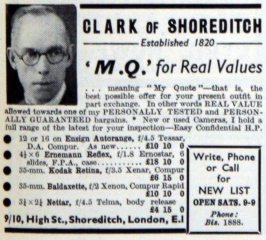 CLARK OF SHOREDITCH
Established 1820
'M.Q.' for Real Values
. . . meaning "My Quote"—that is, the
best possible offer for your present outfit in
part exchange. In other words REAL VALUE
allowed towards one of my PERSONALLY TESTED and PERSON-
ALLY GUARANTEED bargains. * New or used Cameras, I hold a
full range of the latest for your inspection—Easy Confidential H.P.
● 12 or 16 on Ensign Autorange, f/4.5 Tessar,
D.A. Compur. As new... £10 10 0
● 4½ × 6 Ernemann Reflex, f/1.8 Ernostar, 6
slides, F.P.A., case... £18 10 0
● 35-mm. Kodak Retina, f/3.5 Xenar, Compur
£6 15 0
● 35-mm. Baldaxette, f/2 Xenon, Compur Rapid
£10 10 0
● 3¼ × 2¼ Nettar, f/4.5 Telma, body release
£4 15 0
Write, Phone
or Call
for
NEW LIST
OPEN SATS. 9-9
Phone:
Bis. 1888.
9/10, High St., Shoreditch, London, E.1